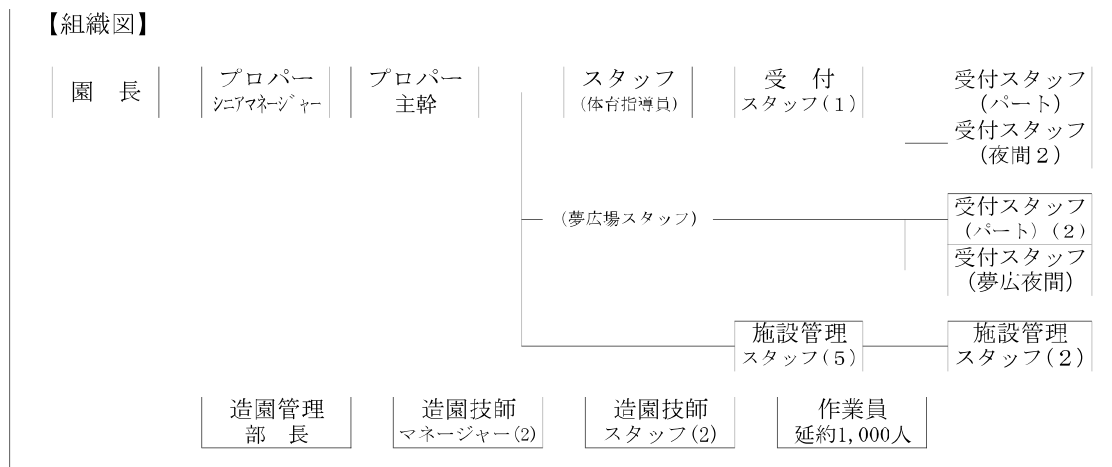 【組織図】
園　長
プロパー
シニアマネージャー
プロパー
主幹
スタッフ
(体育指導員)
受　付
スタッフ(１)
受付スタッフ
(パート)
受付スタッフ
(夜間２)
(夢広場スタッフ)
受付スタッフ
(パート)(２)
受付スタッフ
(夢広夜間)
施設管理
スタッフ(５)
施設管理
スタッフ(２)
造園管理
部　長
造園技師
マネージャー(2)
造園技師
スタッフ(2)
作業員
延約1,000人